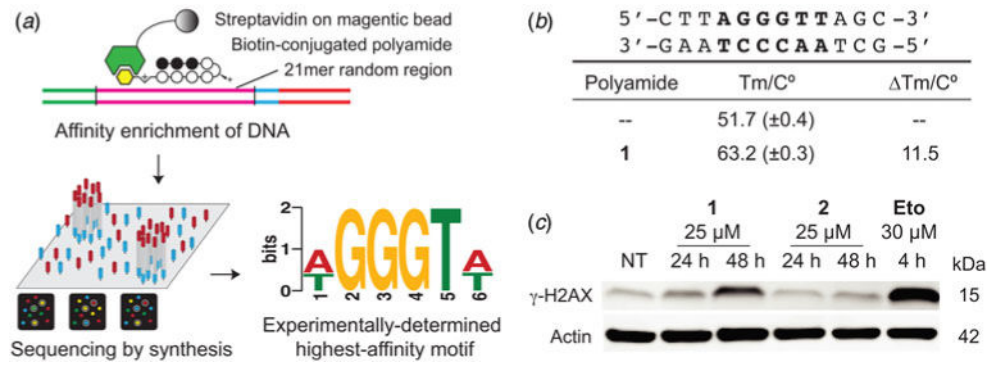 (a)
Streptavidin on magentic bead
Biotin-conjugated polyamide
21mer random region
Affinity enrichment of DNA
Sequencing by synthesis
2
1
0
bits
A G G G T A
T T
1 2 3 4 5 6
Experimentally-determined
highest-affinity motif
(b)
5′-CTTAGGGTTAGC-3′
3′-GAATCCCAATCG-5′
Polyamide Tm/Cº ΔTm/Cº
-- 51.7 (±0.4) --
1 63.2 (±0.3) 11.5
(c)
1 2 Eto
25 µM 25 µM 30 µM
NT 24 h 48 h 24 h 48 h 4 h kDa
γ-H2AX 15
Actin 42